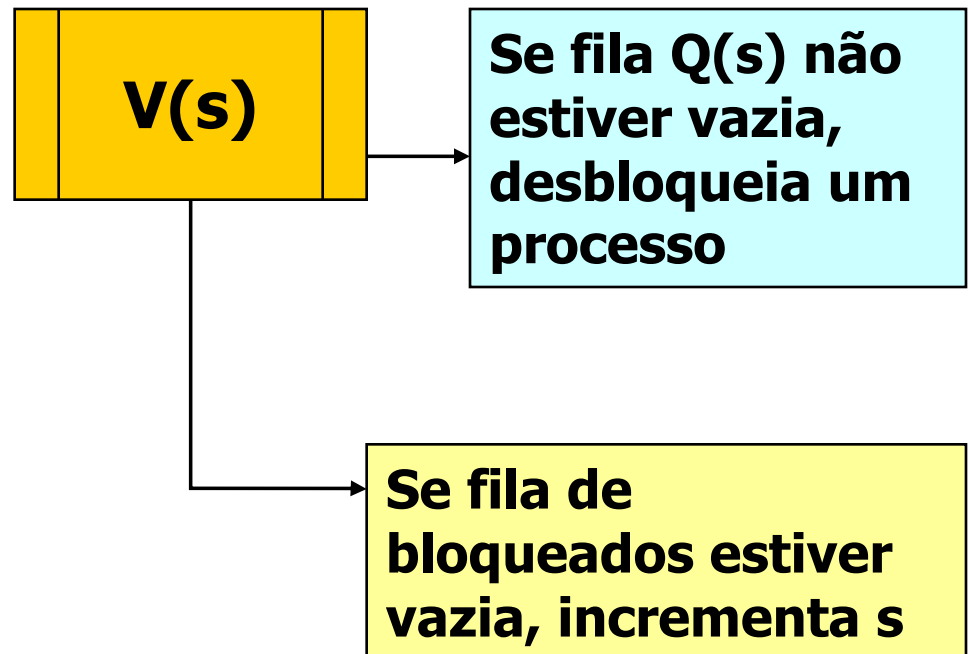 V(s)
Se fila Q(s) não
estiver vazia,
desbloqueia um
processo
Se fila de
bloqueados estiver
vazia, incrementa s